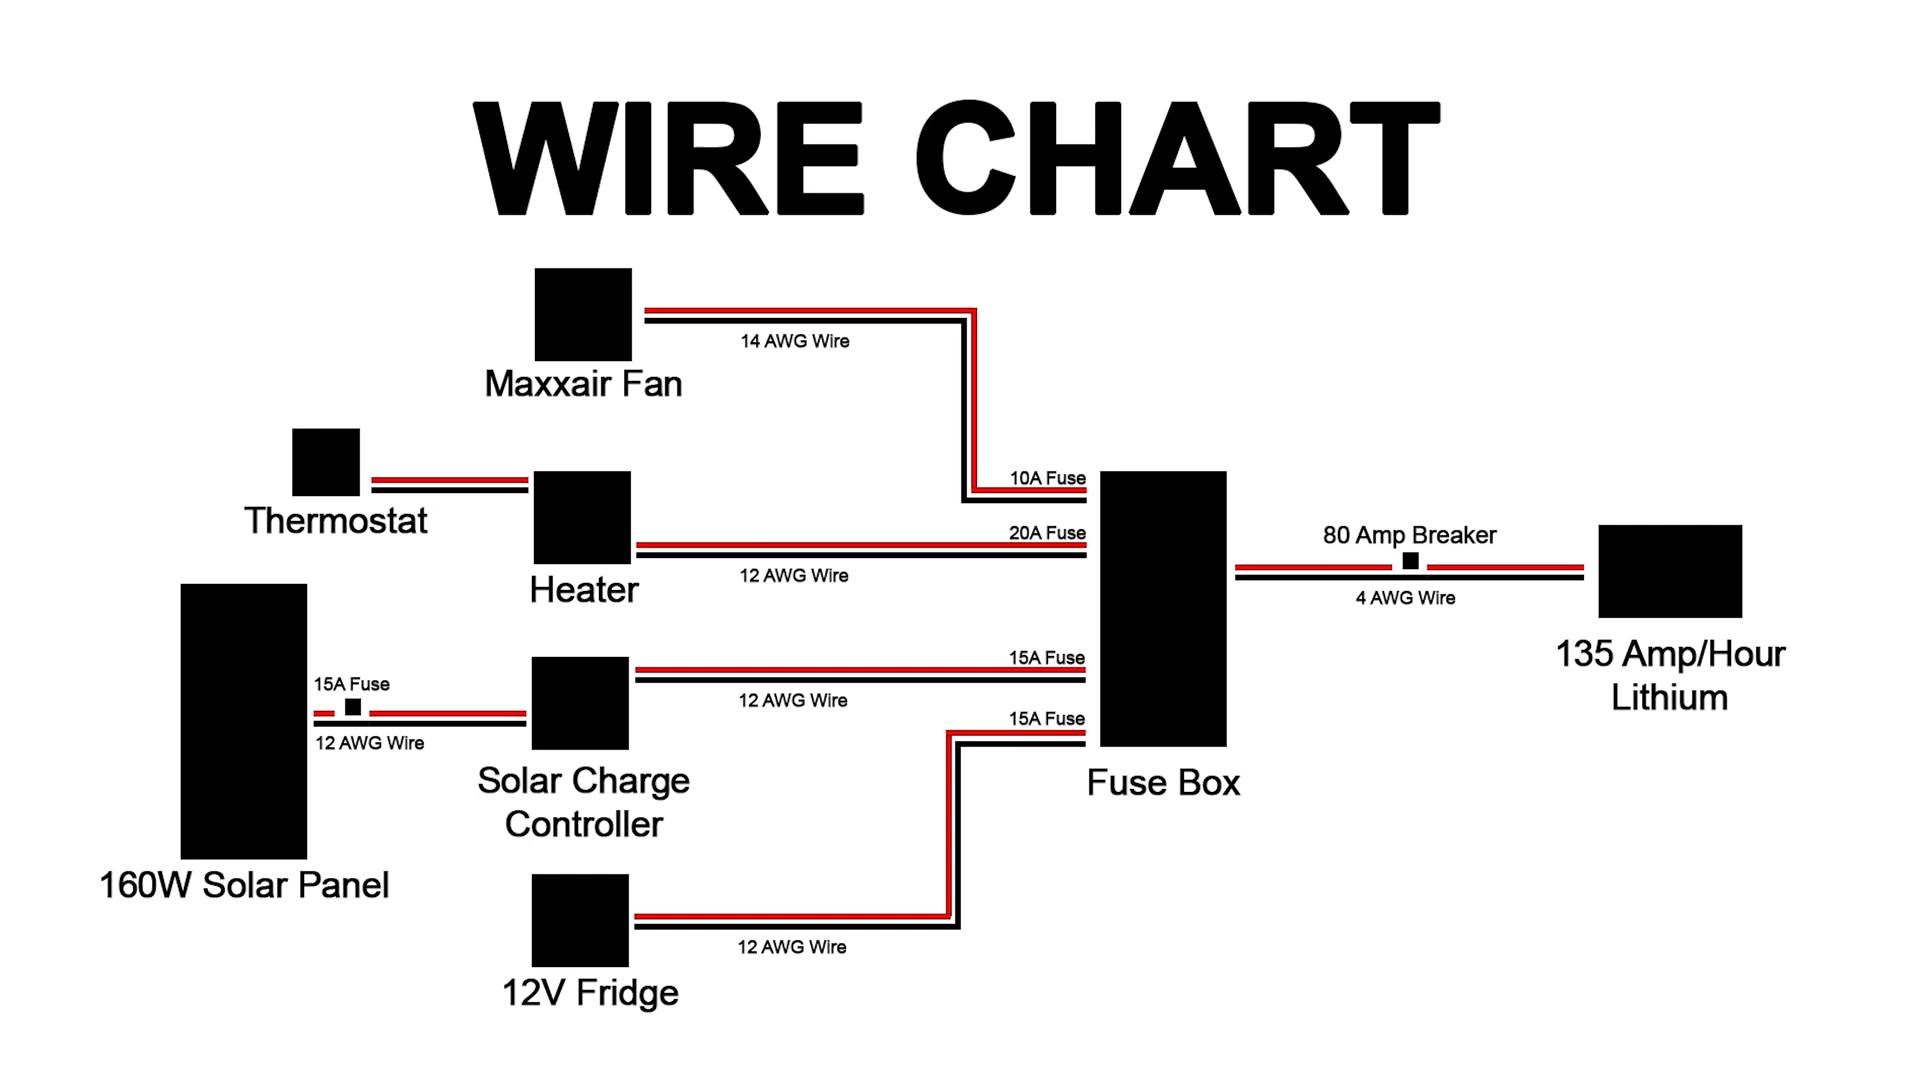 WIRE CHART
14 AWG Wire
Maxxair Fan
10A Fuse
Thermostat
20A Fuse
12 AWG Wire
Heater
80 Amp Breaker
4 AWG Wire
135 Amp/Hour
Lithium
15A Fuse
12 AWG Wire
15A Fuse
12 AWG Wire
Solar Charge
Controller
15A Fuse
Fuse Box
160W Solar Panel
12 AWG Wire
12V Fridge